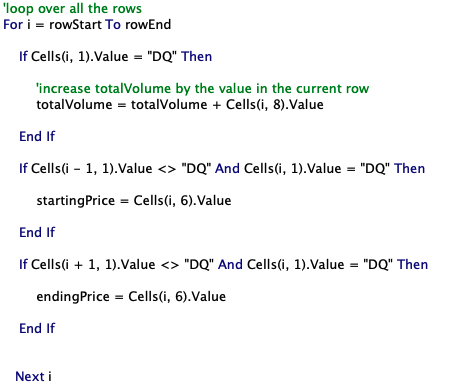 'loop over all the rows
For i = rowStart To rowEnd
If Cells(i, 1).Value = "DQ" Then
'increase totalVolume by the value in the current row
totalVolume = totalVolume + Cells(i, 8).Value
End If
If Cells(i - 1, 1).Value <> "DQ" And Cells(i, 1).Value = "DQ" Then
startingPrice = Cells(i, 6).Value
End If
If Cells(i + 1, 1).Value <> "DQ" And Cells(i, 1).Value = "DQ" Then
endingPrice = Cells(i, 6).Value
End If
Next i